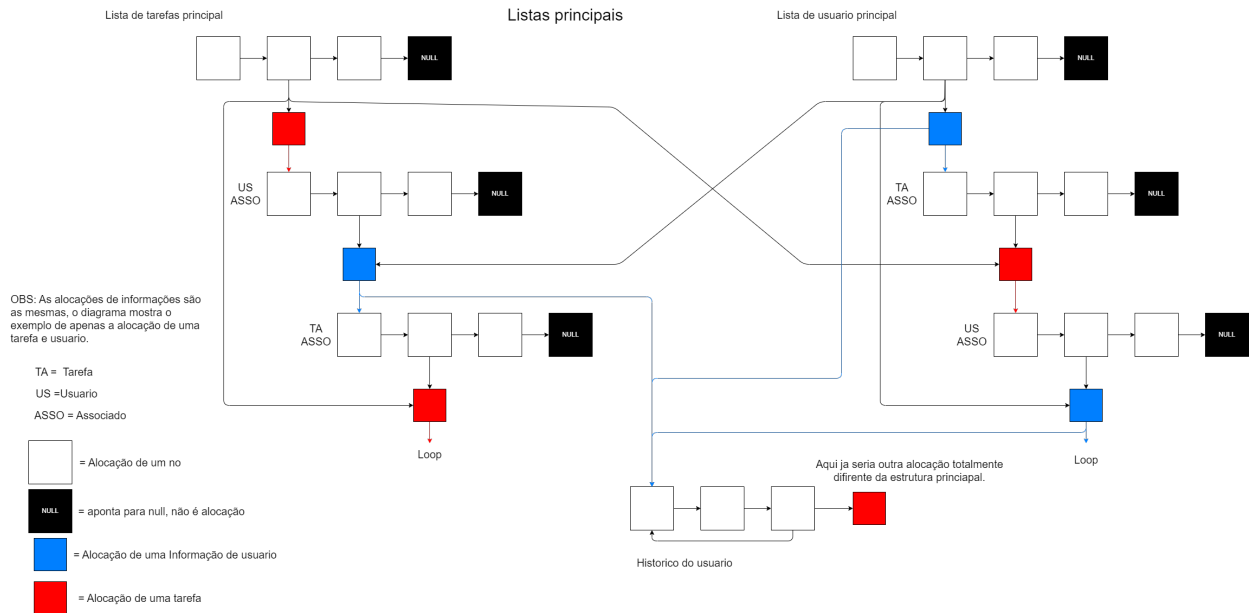 Lista de tarefas principal
Listas principais
Lista de usuario principal
NULL
NULL
US
ASSO
NULL
TA
ASSO
NULL
OBS: As alocações de informações são
as mesmas, o diagrama mostra o
exemplo de apenas a alocação de uma
tarefa e usuario.
TA
ASSO
NULL
US
ASSO
NULL
TA = Tarefa
US =Usuario
ASSO = Associado
Loop
Loop
= Alocação de um no
Aqui ja seria outra alocação totalmente
difirente da estrutura princiapal.
NULL
= aponta para null, não é alocação
= Alocação de uma Informação de usuario
Historico do usuario
= Alocação de uma tarefa